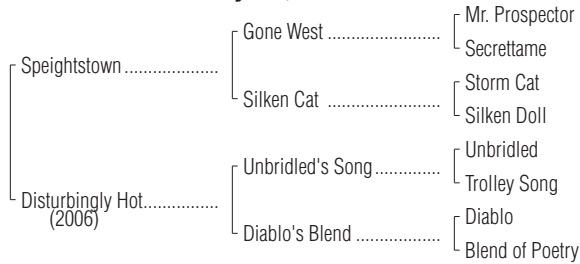 Mr. Prospector
Gone West ........................
Secrettame
Speightstown ....................
Storm Cat
Silken Cat ........................
Silken Doll
Unbridled
Unbridled's Song..............
Trolley Song
Disturbingly Hot................
(2006)
Diablo
Diablo's Blend ..................
Blend of Poetry